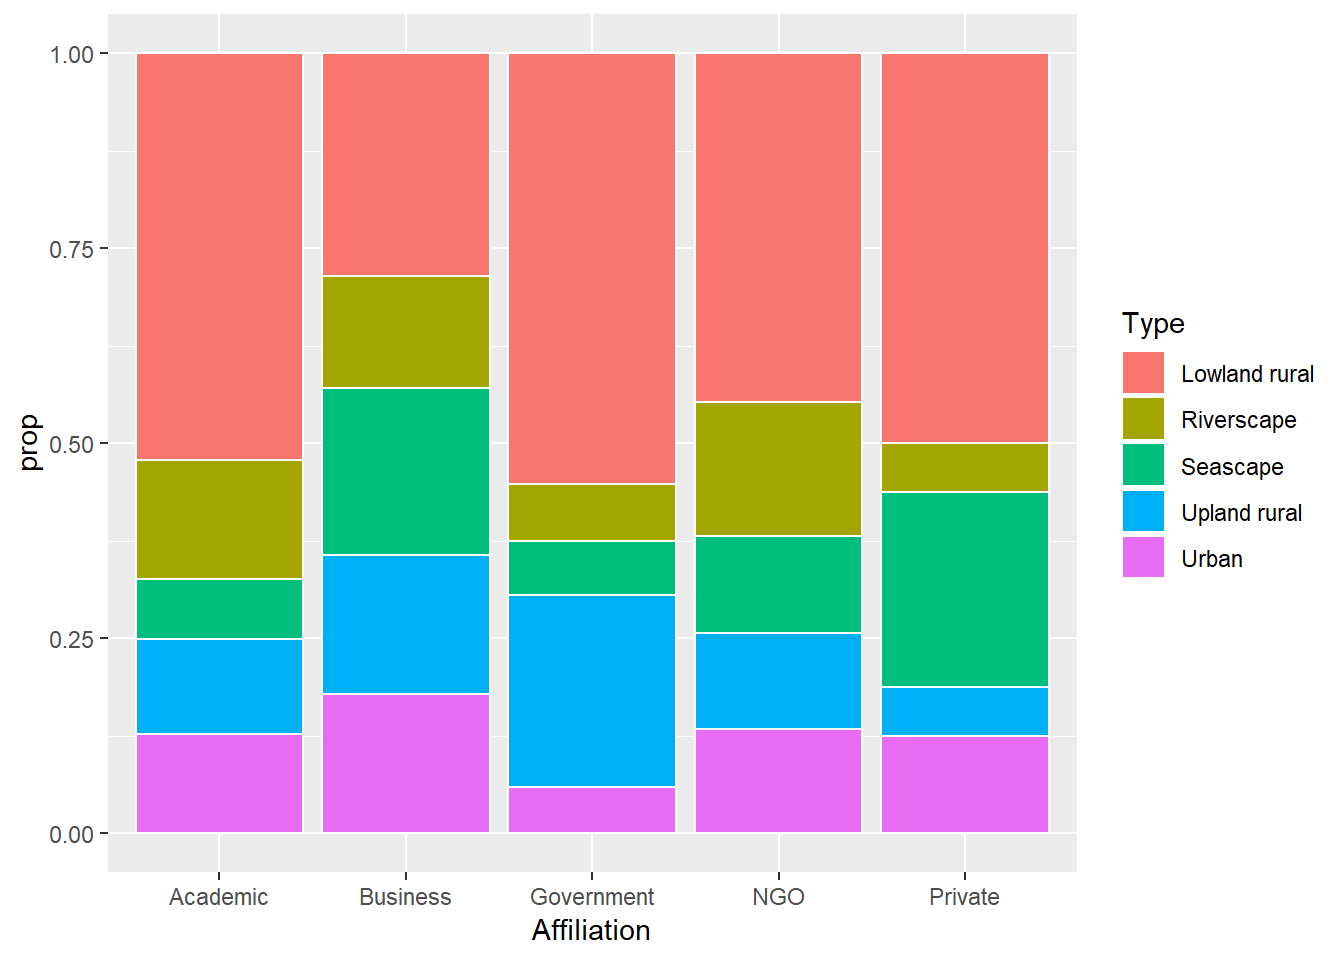 1.00
0.75
0.50
0.25
0.00
prop
Academic Business Government NGO Private
Affiliation
Type
Lowland rural
Riverscape
Seascape
Upland rural
Urban